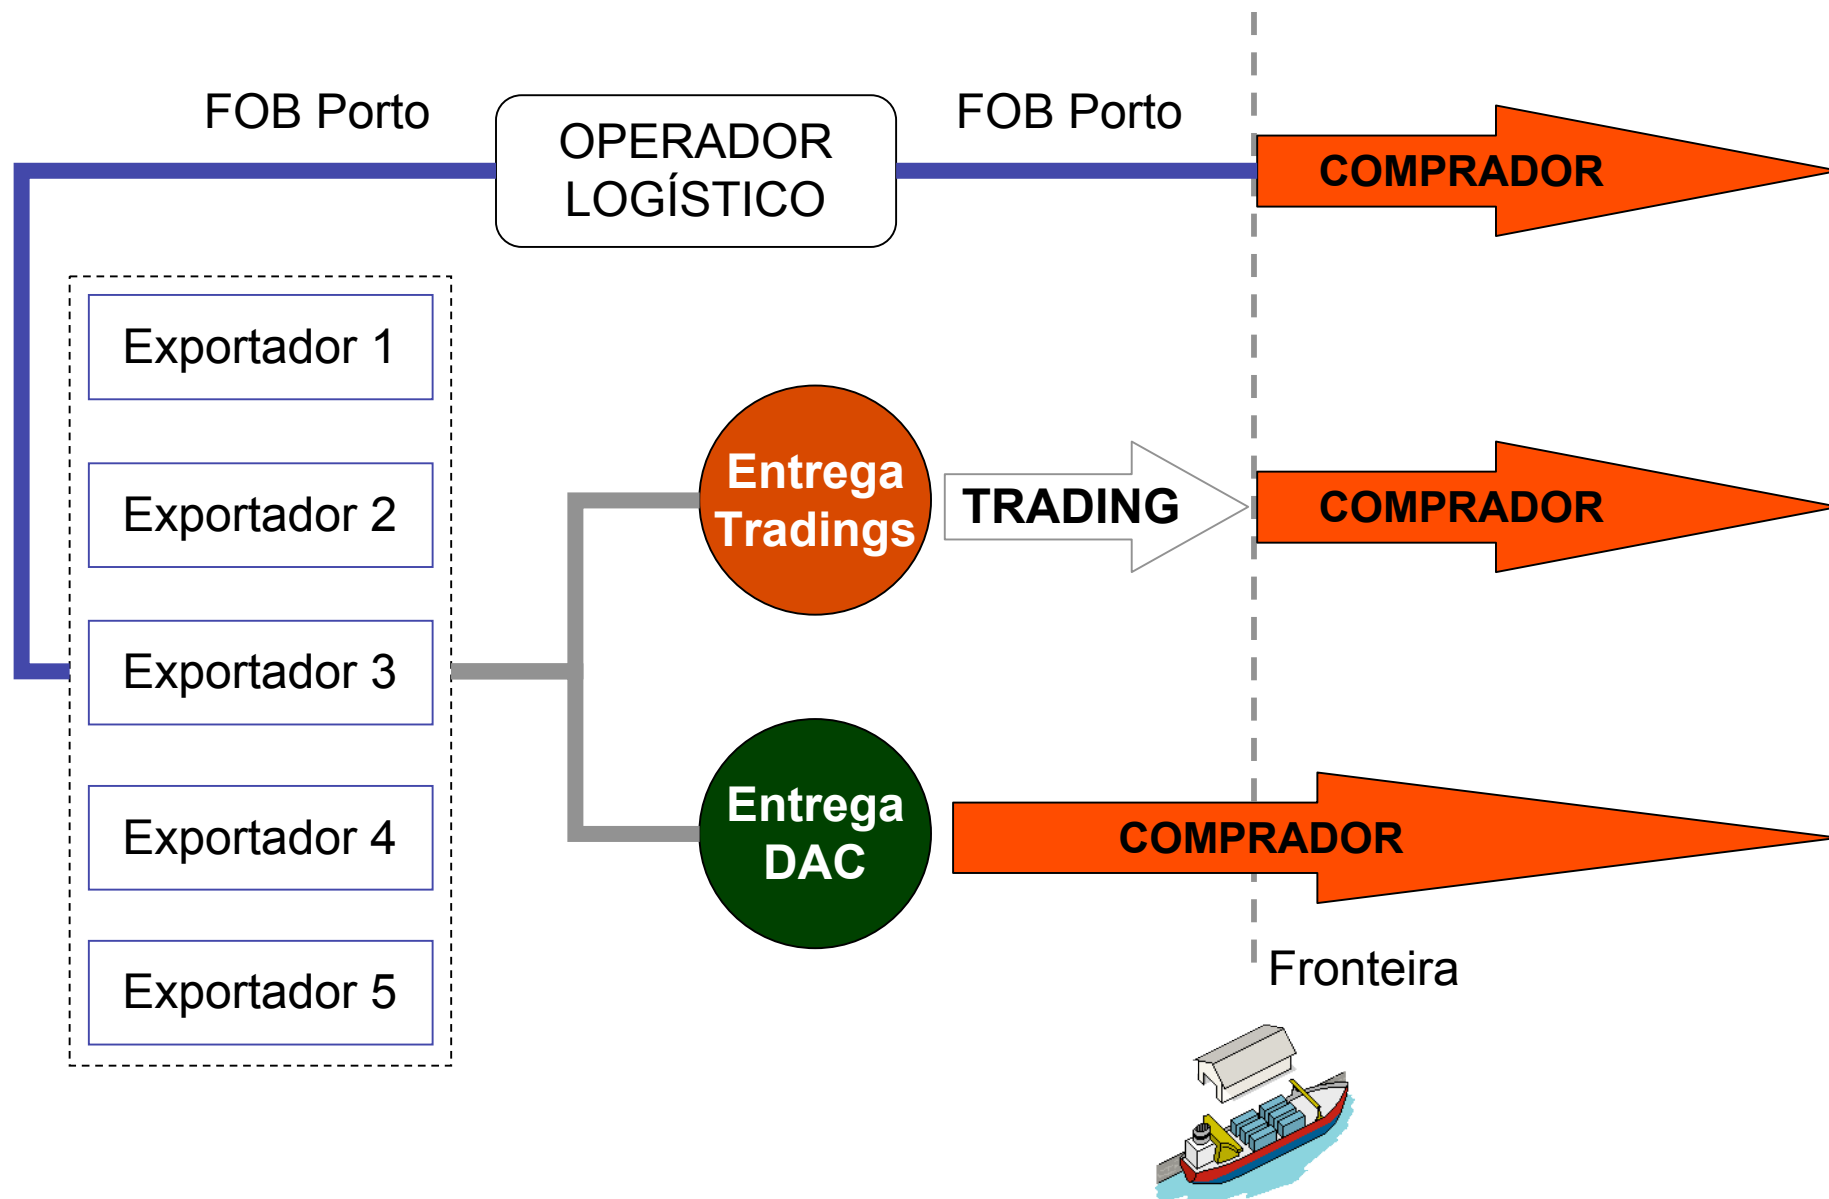 FOB Porto
OPERADOR
LOGÍSTICO
FOB Porto
COMPRADOR
Exportador 1
Exportador 2
Exportador 3
Exportador 4
Exportador 5
Entrega
Tradings
TRADING
COMPRADOR
Entrega
DAC
COMPRADOR
Fronteira